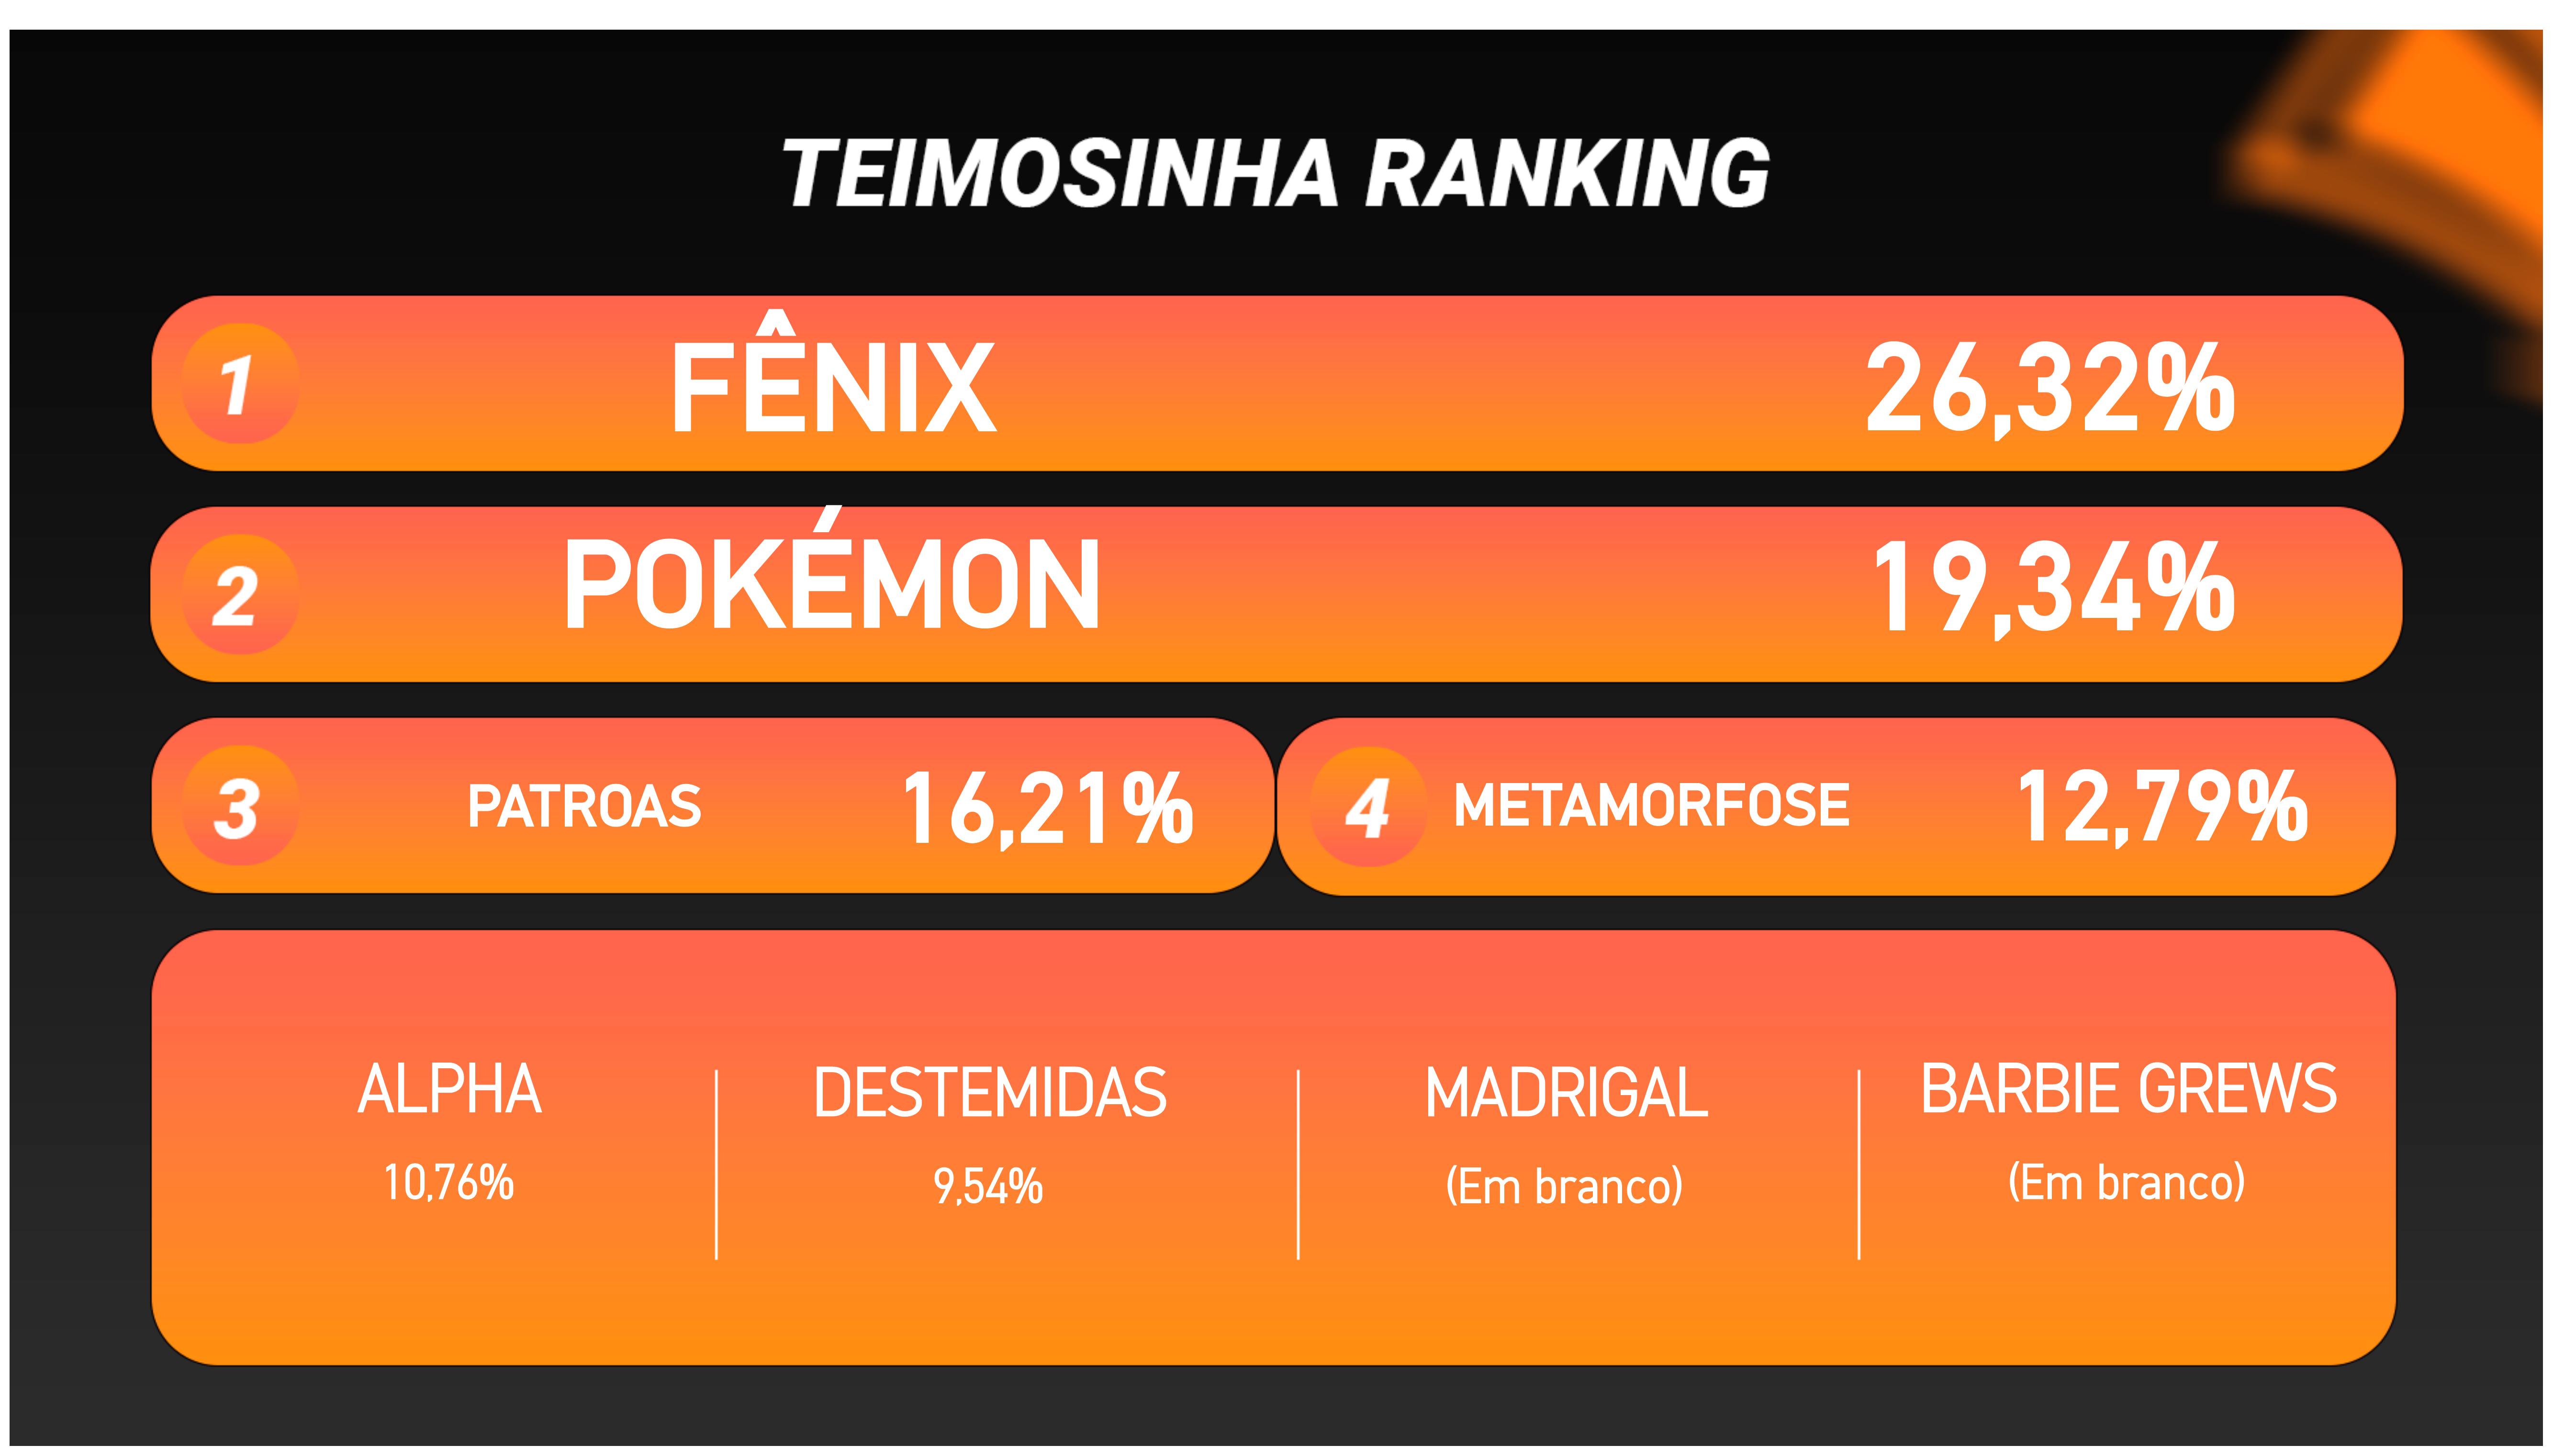 TEIMOSINHA RANKING
1 FÊNIX 26,32%
2 POKÉMON 19,34%
3 PATROAS 16,21%
4 METAMORFOSE 12,79%
ALPHA
10,76%
DESTEMIDAS
9,54%
MADRIGAL
(Em branco)
BARBIE GREWS
(Em branco)